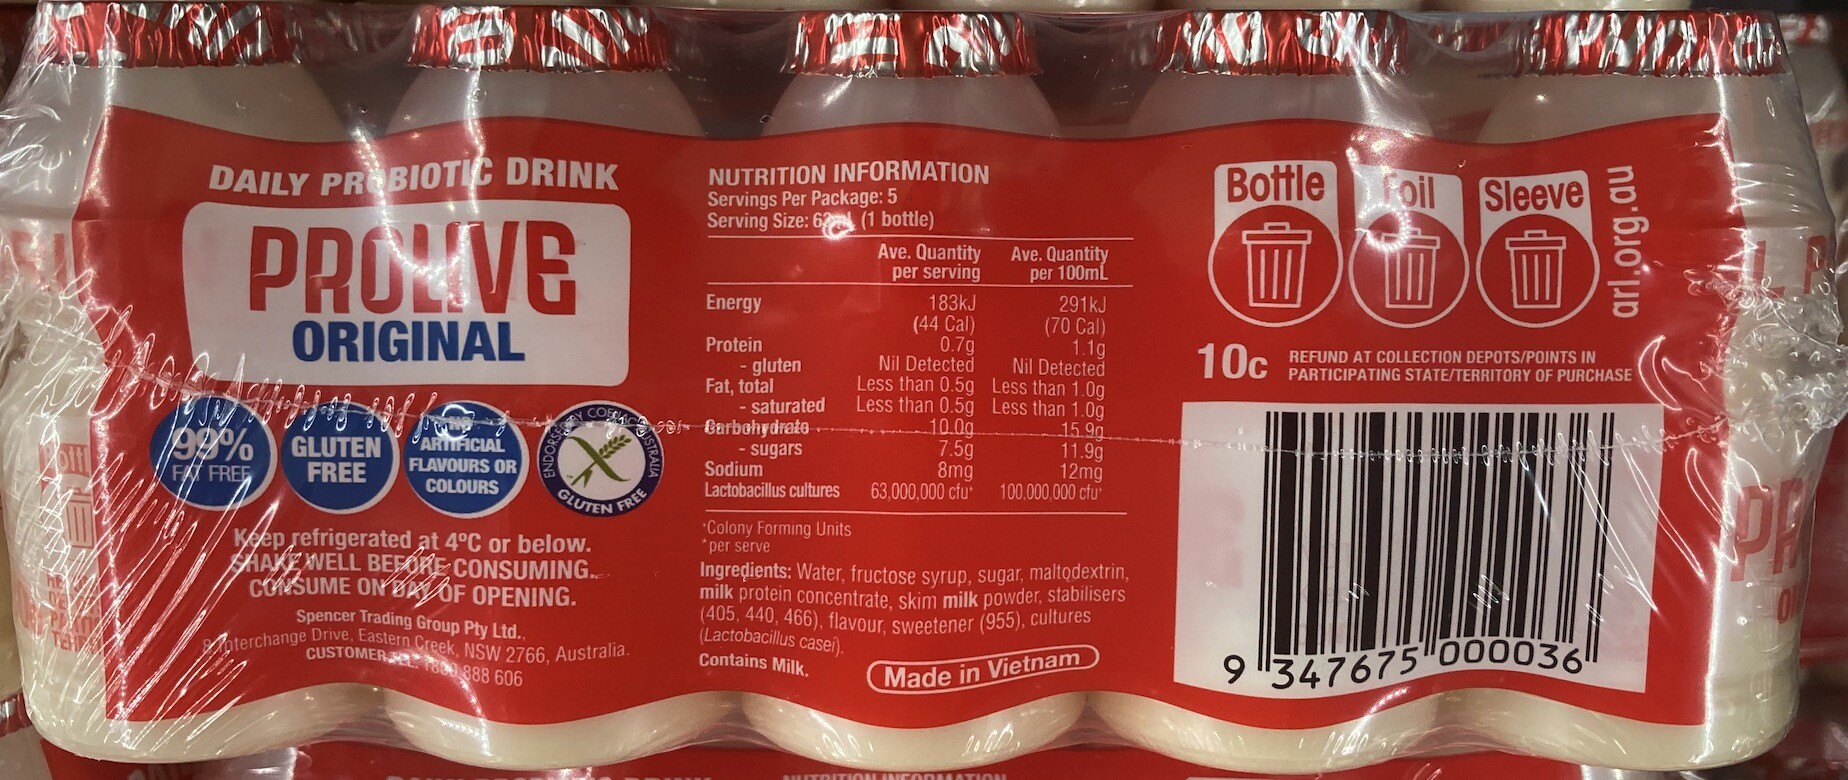 DAILY PROBIOTIC DRINK
PROLIVE
ORIGINAL
99%
FAT FREE
GLUTEN
FREE
NO
ARTIFICIAL
FLAVOURS OR
COLOURS
ENDORSED BY COELIAC AUSTRALIA
GLUTEN FREE
Keep refrigerated at 4ºC or below.
SHAKE WELL BEFORE CONSUMING.
CONSUME ON DAY OF OPENING.
Spencer Trading Group Pty Ltd.,
8 Interchange Drive, Eastern Creek, NSW 2766, Australia.
CUSTOMER TEL: 1800 888 606
NUTRITION INFORMATION
Servings Per Package: 5
Serving Size: (1 bottle)
Ave. Quantity Ave. Quantity
per serving per 100mL
Energy 183kJ 291kJ
(44 Cal) (70 Cal)
Protein 0.7g 1.1g
- gluten Nil Detected Nil Detected
Fat, total Less than 0.5g Less than 1.0g
- saturated Less than 0.5g Less than 1.0g
Carbohydrate 10.0g 15.9g
- sugars 7.5g 11.9g
Sodium 8mg 12mg
Lactobacillus cultures 63,000,000 cfu* 100,000,000 cfu*
*Colony Forming Units
*per serve
Ingredients: Water, fructose syrup, sugar, maltodextrin,
milk protein concentrate, skim milk powder, stabilisers
(405, 440, 466), flavour, sweetener (955), cultures
(Lactobacillus casei).
Contains Milk.
Made in Vietnam
Bottle
Foil
Sleeve
arl.org.au
10c REFUND AT COLLECTION DEPOTS/POINTS IN
PARTICIPATING STATE/TERRITORY OF PURCHASE
9 347675 000036